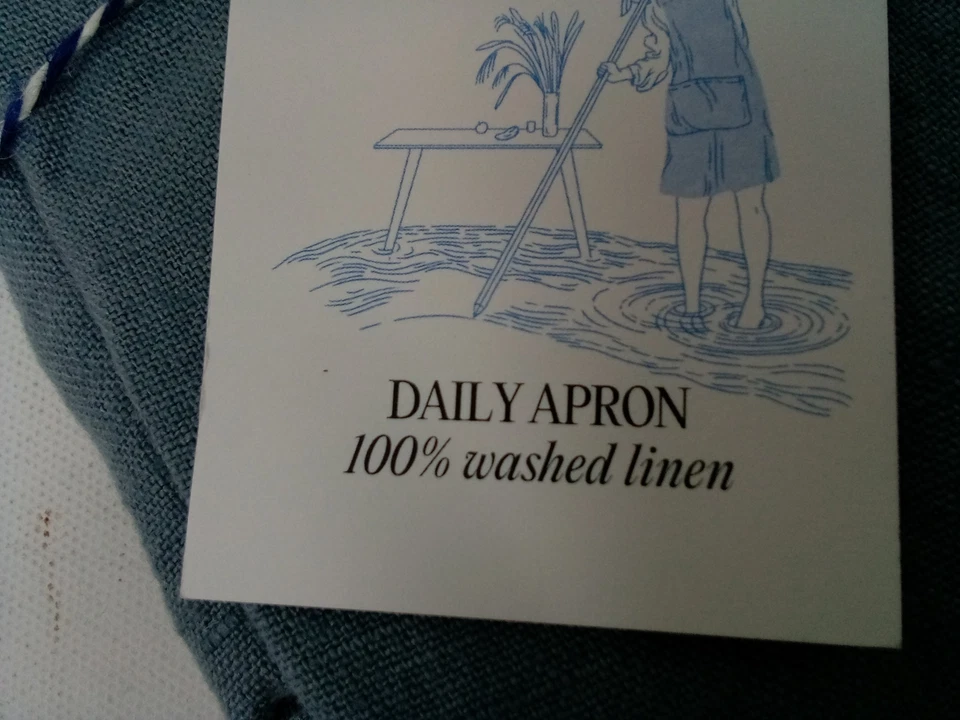 DAILY APRON
100% washed linen